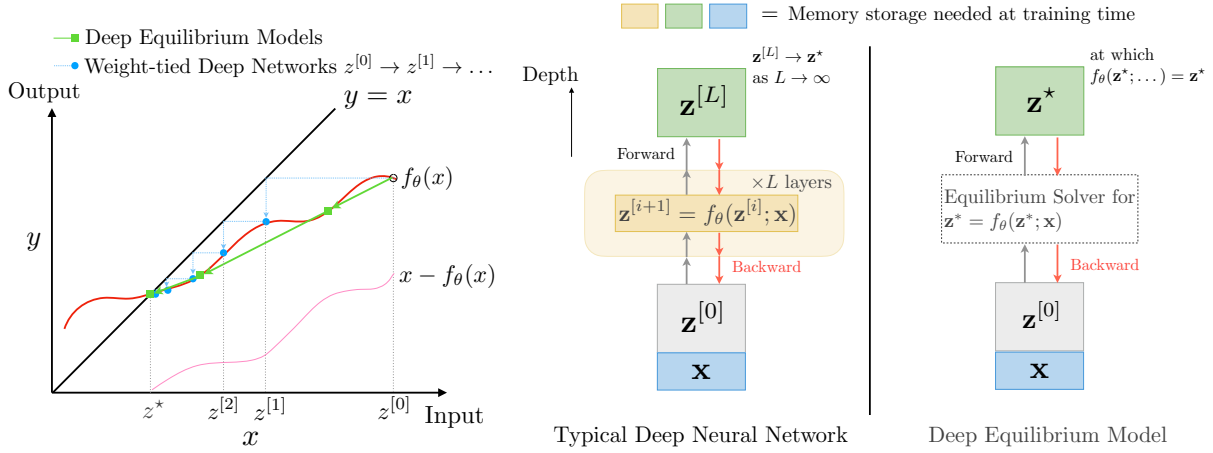 Deep Equilibrium Models
Weight-tied Deep Networks z^[0] → z^[1] → …
Output
y = x
f_θ(x)
y
x − f_θ(x)
z^⋆ z^[2] z^[1] z^[0] Input
x
= Memory storage needed at training time
Depth
z^[L] → z^⋆
as L → ∞
z^[L]
Forward
×L layers
z^[i+1] = f_θ(z^[i]; x)
Backward
z^[0]
x
Typical Deep Neural Network
at which
f_θ(z^⋆; …) = z^⋆
z^⋆
Forward
Equilibrium Solver for
z^* = f_θ(z^*; x)
Backward
z^[0]
x
Deep Equilibrium Model